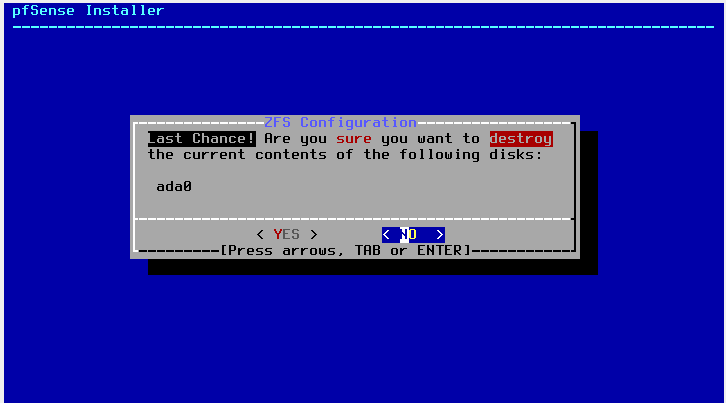 pfSense Installer
ZFS Configuration
Last Chance! Are you sure you want to destroy
the current contents of the following disks:
ada0
< YES > < NO >
[Press arrows, TAB or ENTER]